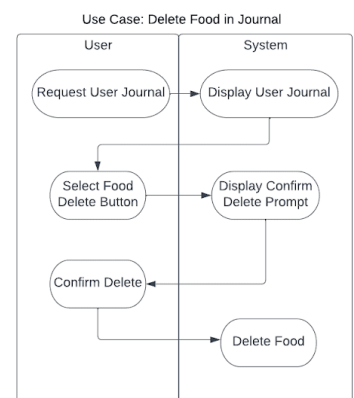 Use Case: Delete Food in Journal
User
System
Request User Journal
Display User Journal
Select Food
Delete Button
Display Confirm
Delete Prompt
Confirm Delete
Delete Food